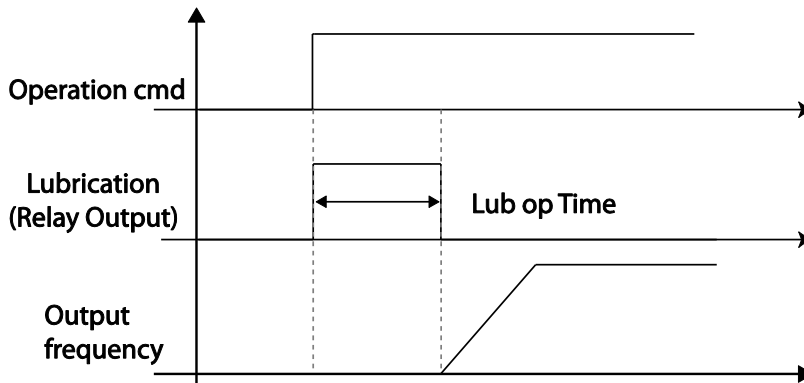 Operation cmd
Lubrication
(Relay Output)
Lub op Time
Output
frequency